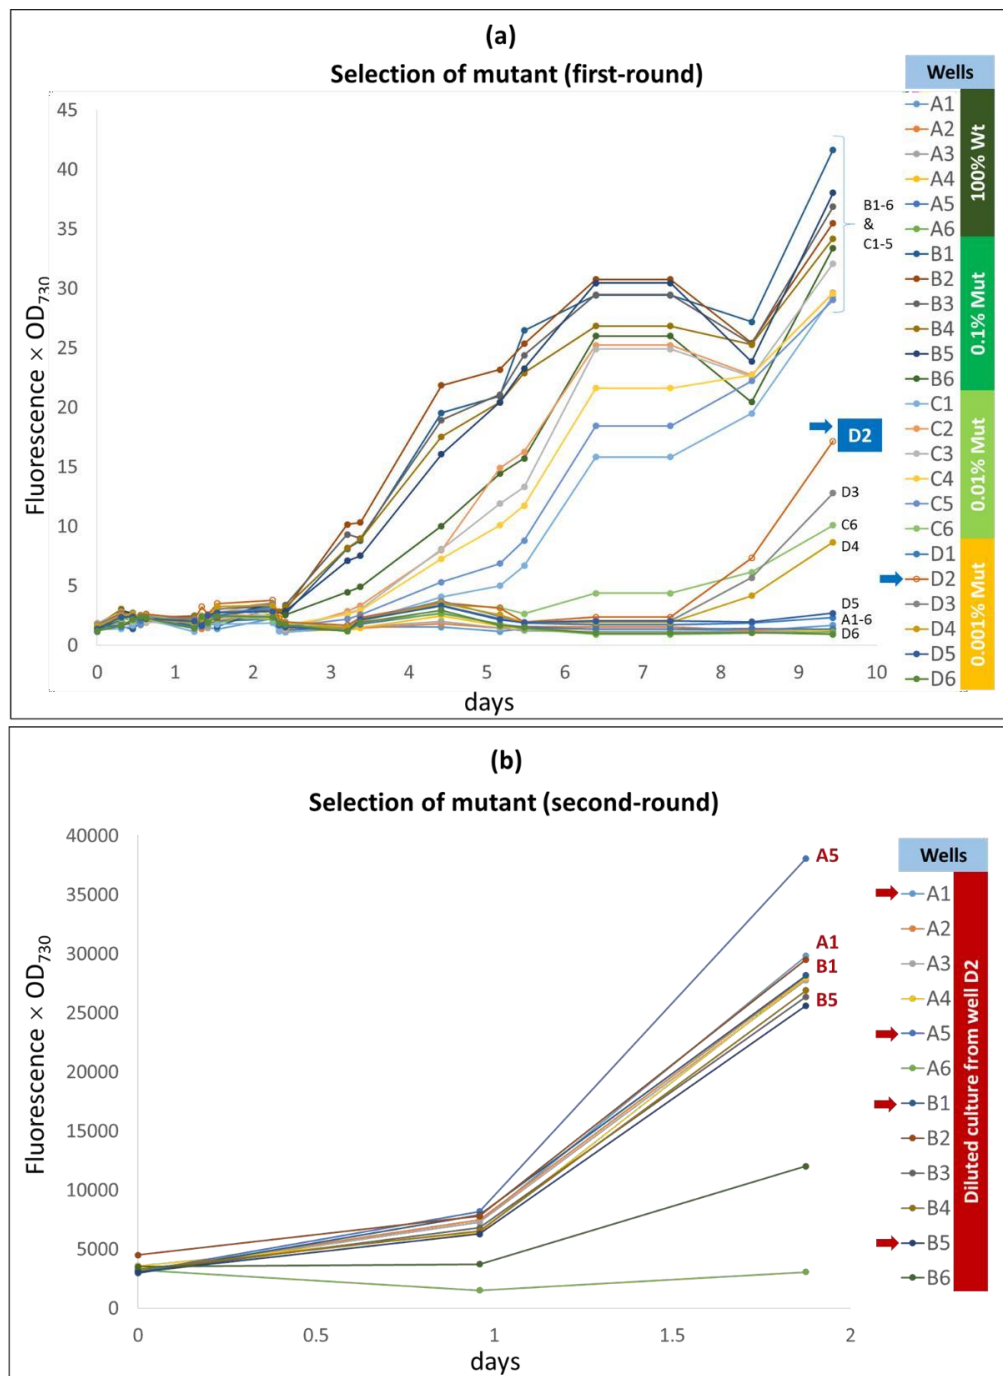 (a)
Selection of mutant (first-round)
Wells
45
40
35
30
25
20
15
10
5
0
Fluorescence × OD730
0 1 2 3 4 5 6 7 8 9 10
days
B1-6
&
C1-5
D2
D3
C6
D4
D5
A1-6
D6
A1
A2
A3
A4
A5
A6
B1
B2
B3
B4
B5
B6
C1
C2
C3
C4
C5
C6
D1
D2
D3
D4
D5
D6
100% Wt
0.1% Mut
0.01% Mut
0.001% Mut
(b)
Selection of mutant (second-round)
40000
35000
30000
25000
20000
15000
10000
5000
0
Fluorescence × OD730
0 0.5 1 1.5 2
days
A5
A1
B1
B5
Wells
A1
A2
A3
A4
A5
A6
B1
B2
B3
B4
B5
B6
Diluted culture from well D2